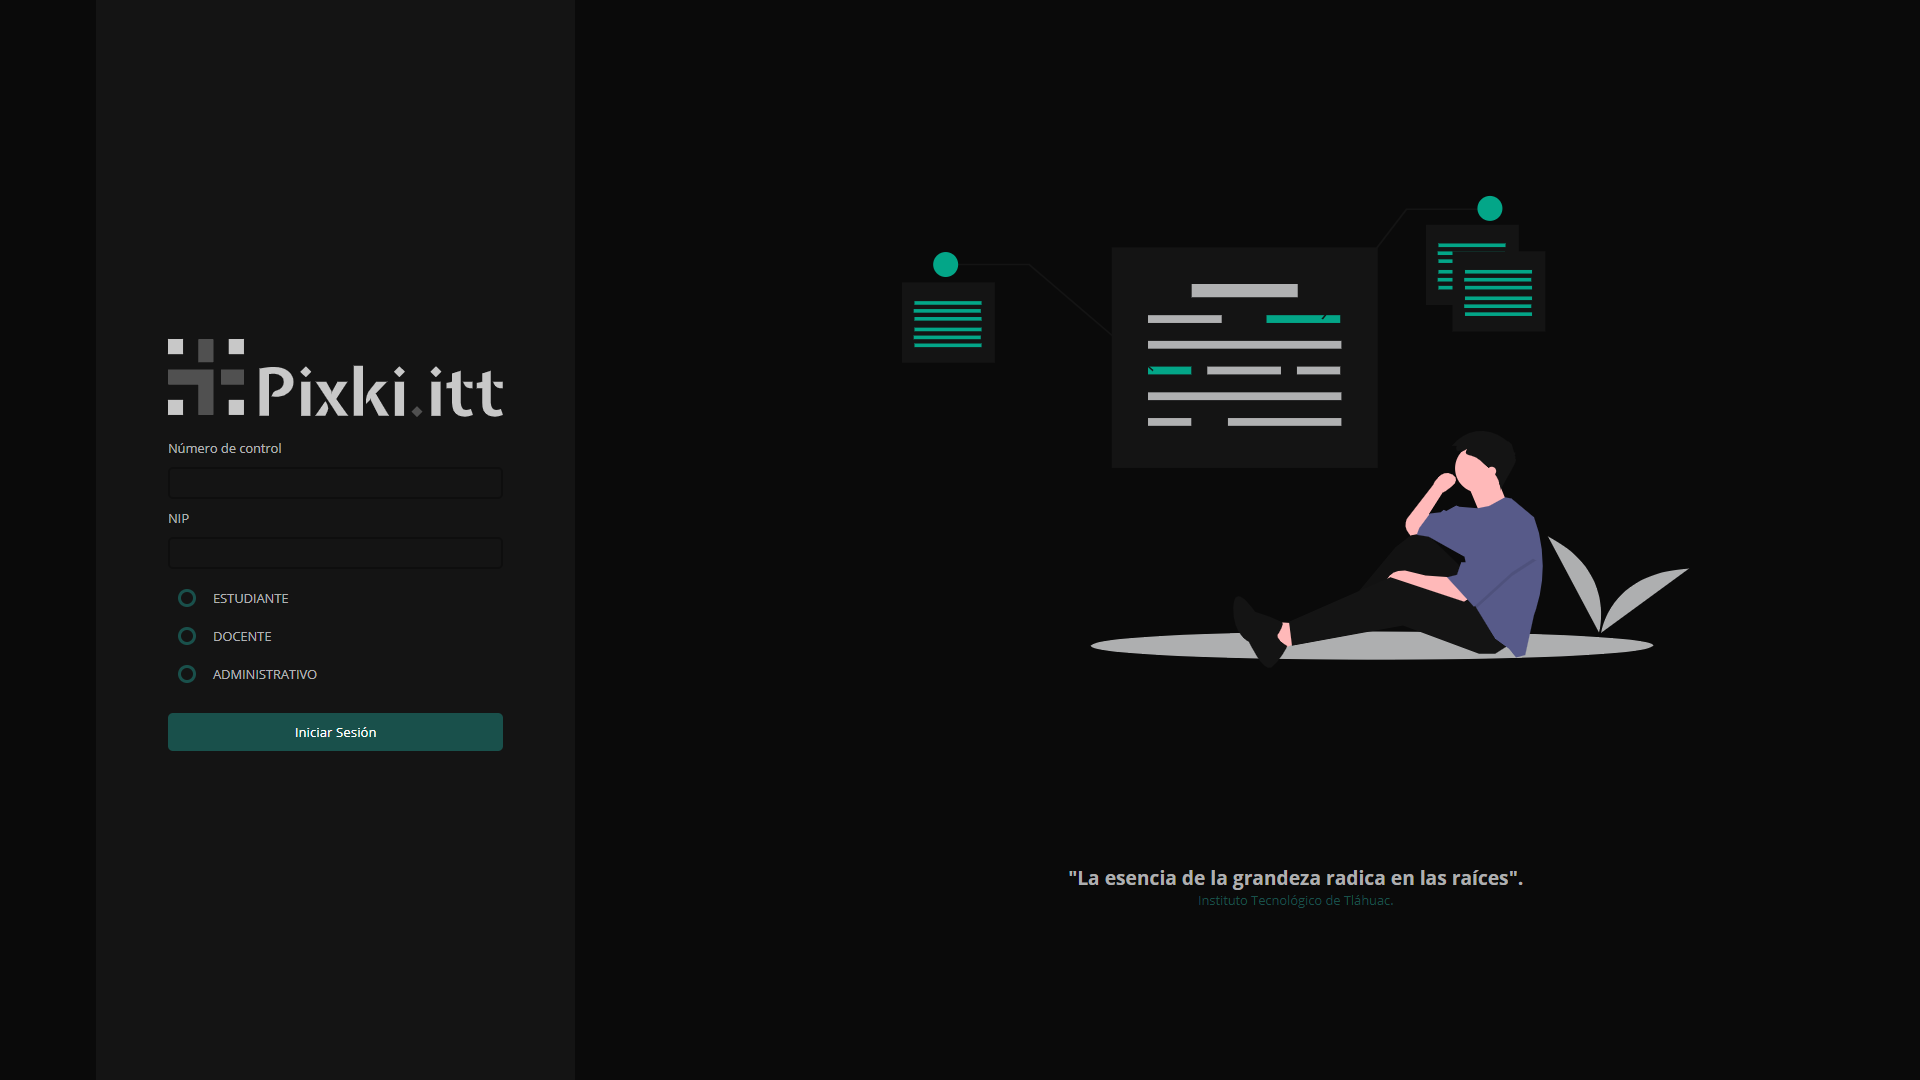 Pixki.itt
Número de control
NIP
ESTUDIANTE
DOCENTE
ADMINISTRATIVO
Iniciar Sesión
"La esencia de la grandeza radica en las raíces".
Instituto Tecnológico de Tláhuac.